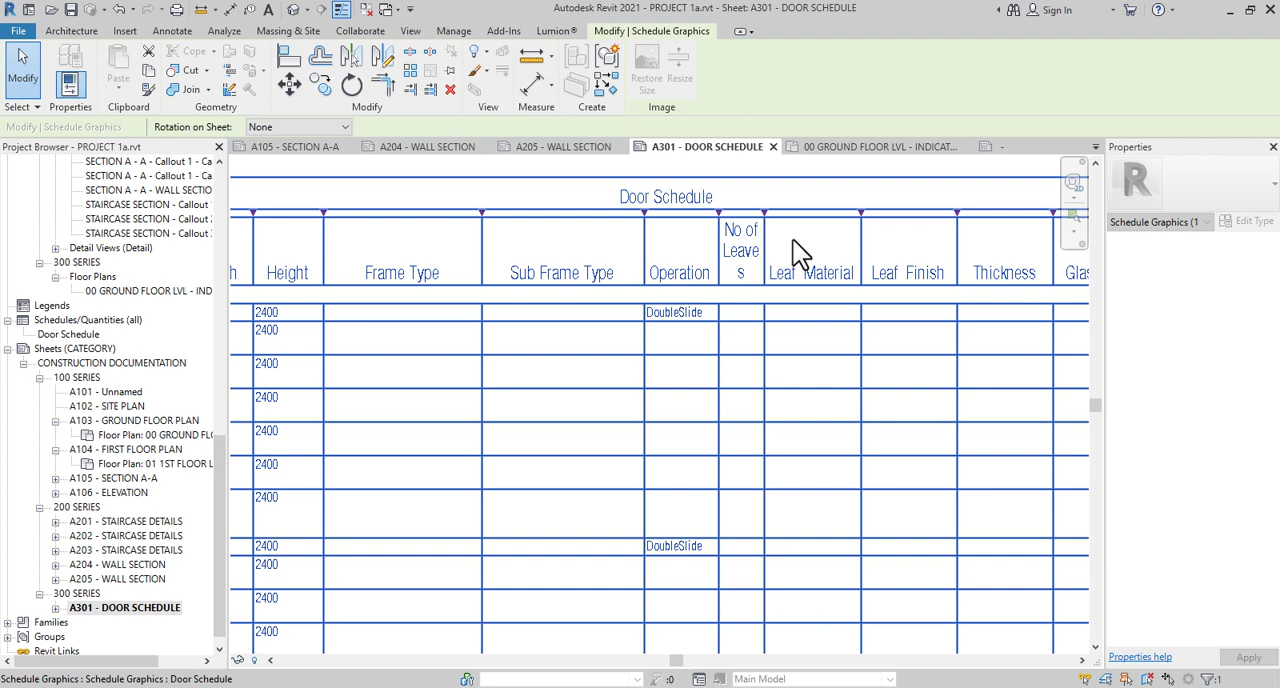 Autodesk Revit 2021 - PROJECT 1a.rvt - Sheet: A301 - DOOR SCHEDULE
Sign In
File Architecture Insert Annotate Analyze Massing & Site Collaborate View Manage Add-Ins Lumion® Modify | Schedule Graphics
Modify
Paste
Cope
Cut
Join
Restore Size
Resize
Select Properties Clipboard Geometry Modify View Measure Create Image
Modify | Schedule Graphics Rotation on Sheet: None
Project Browser - PROJECT 1a.rvt
A105 - SECTION A-A
A204 - WALL SECTION
A205 - WALL SECTION
A301 - DOOR SCHEDULE
00 GROUND FLOOR LVL - INDICAT...
-
Properties
SECTION A - A - Callout 1 - Ca
SECTION A - A - Callout 1 - Ca
SECTION A - A - WALL SECTIO
STAIRCASE SECTION - Callout
STAIRCASE SECTION - Callout
STAIRCASE SECTION - Callout
Detail Views (Detail)
300 SERIES
Floor Plans
00 GROUND FLOOR LVL - IND
Legends
Schedules/Quantities (all)
Door Schedule
Sheets (CATEGORY)
CONSTRUCTION DOCUMENTATION
100 SERIES
A101 - Unnamed
A102 - SITE PLAN
A103 - GROUND FLOOR PLAN
Floor Plan: 00 GROUND FL
A104 - FIRST FLOOR PLAN
Floor Plan: 01 1ST FLOOR L
A105 - SECTION A-A
A106 - ELEVATION
200 SERIES
A201 - STAIRCASE DETAILS
A202 - STAIRCASE DETAILS
A203 - STAIRCASE DETAILS
A204 - WALL SECTION
A205 - WALL SECTION
300 SERIES
A301 - DOOR SCHEDULE
Families
Groups
Revit Links
Door Schedule
h Height Frame Type Sub Frame Type Operation No of Leave s Leaf Material Leaf Finish Thickness Glas
2400 DoubleSlide
2400
2400
2400
2400
2400
2400
2400 DoubleSlide
2400
2400
2400
R
Schedule Graphics (1
Edit Type
Properties help
Apply
Schedule Graphics : Schedule Graphics : Door Schedule
:0
Main Model
:1